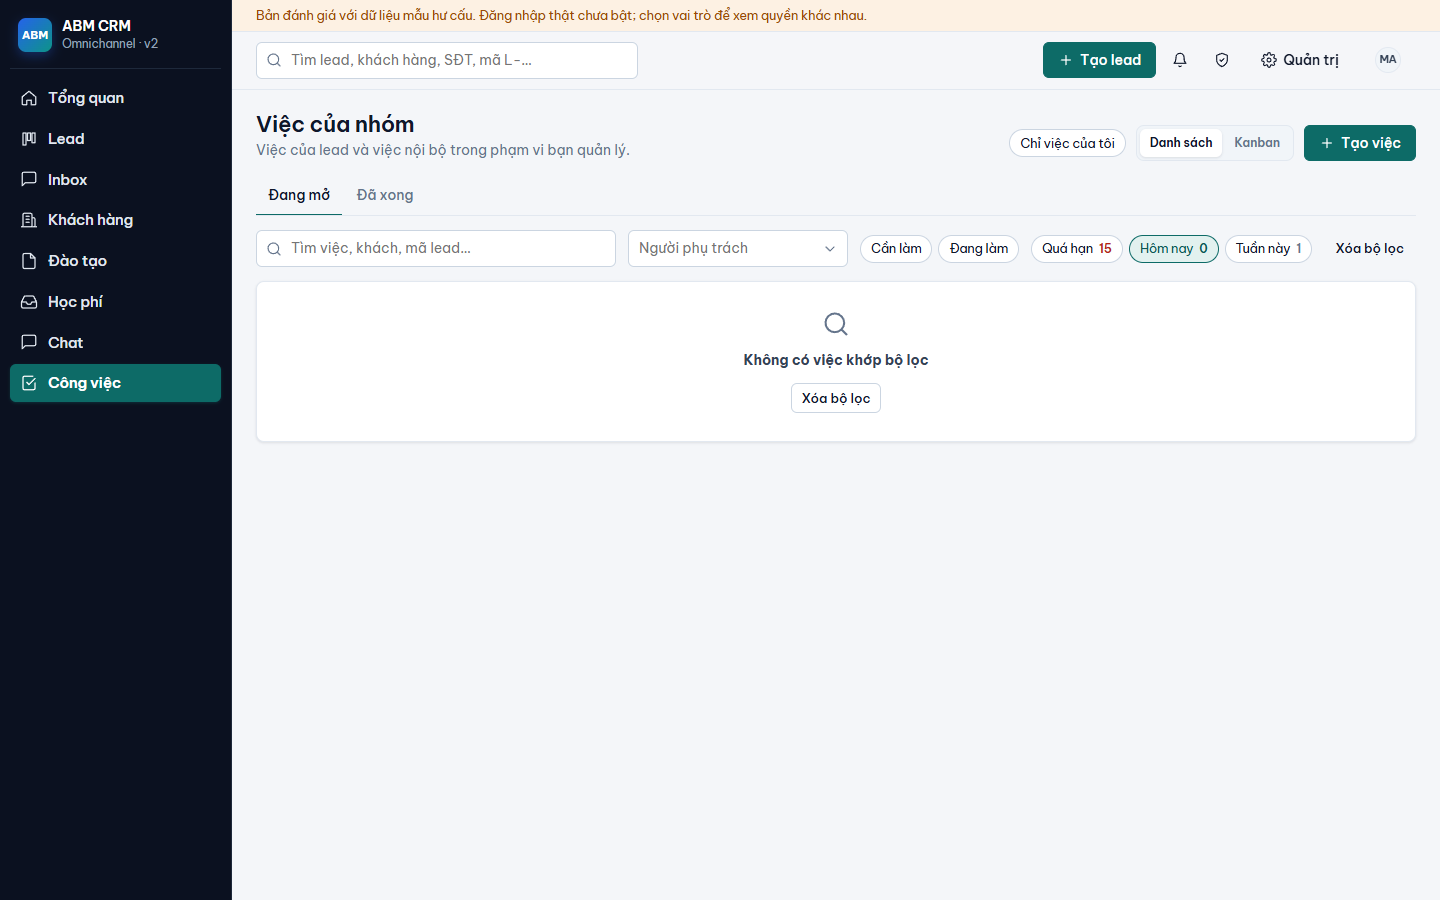 ABM
ABM CRM
Omnichannel · v2
Tổng quan
Lead
Inbox
Khách hàng
Đào tạo
Học phí
Chat
Công việc
Bản đánh giá với dữ liệu mẫu hư cấu. Đăng nhập thật chưa bật; chọn vai trò để xem quyền khác nhau.
Tìm lead, khách hàng, SĐT, mã L-...
Tạo lead
Quản trị
MA
Việc của nhóm
Việc của lead và việc nội bộ trong phạm vi bạn quản lý.
Chỉ việc của tôi
Danh sách
Kanban
Tạo việc
Đang mở
Đã xong
Tìm việc, khách, mã lead...
Người phụ trách
Cần làm
Đang làm
Quá hạn 15
Hôm nay 0
Tuần này 1
Xóa bộ lọc
Không có việc khớp bộ lọc
Xóa bộ lọc